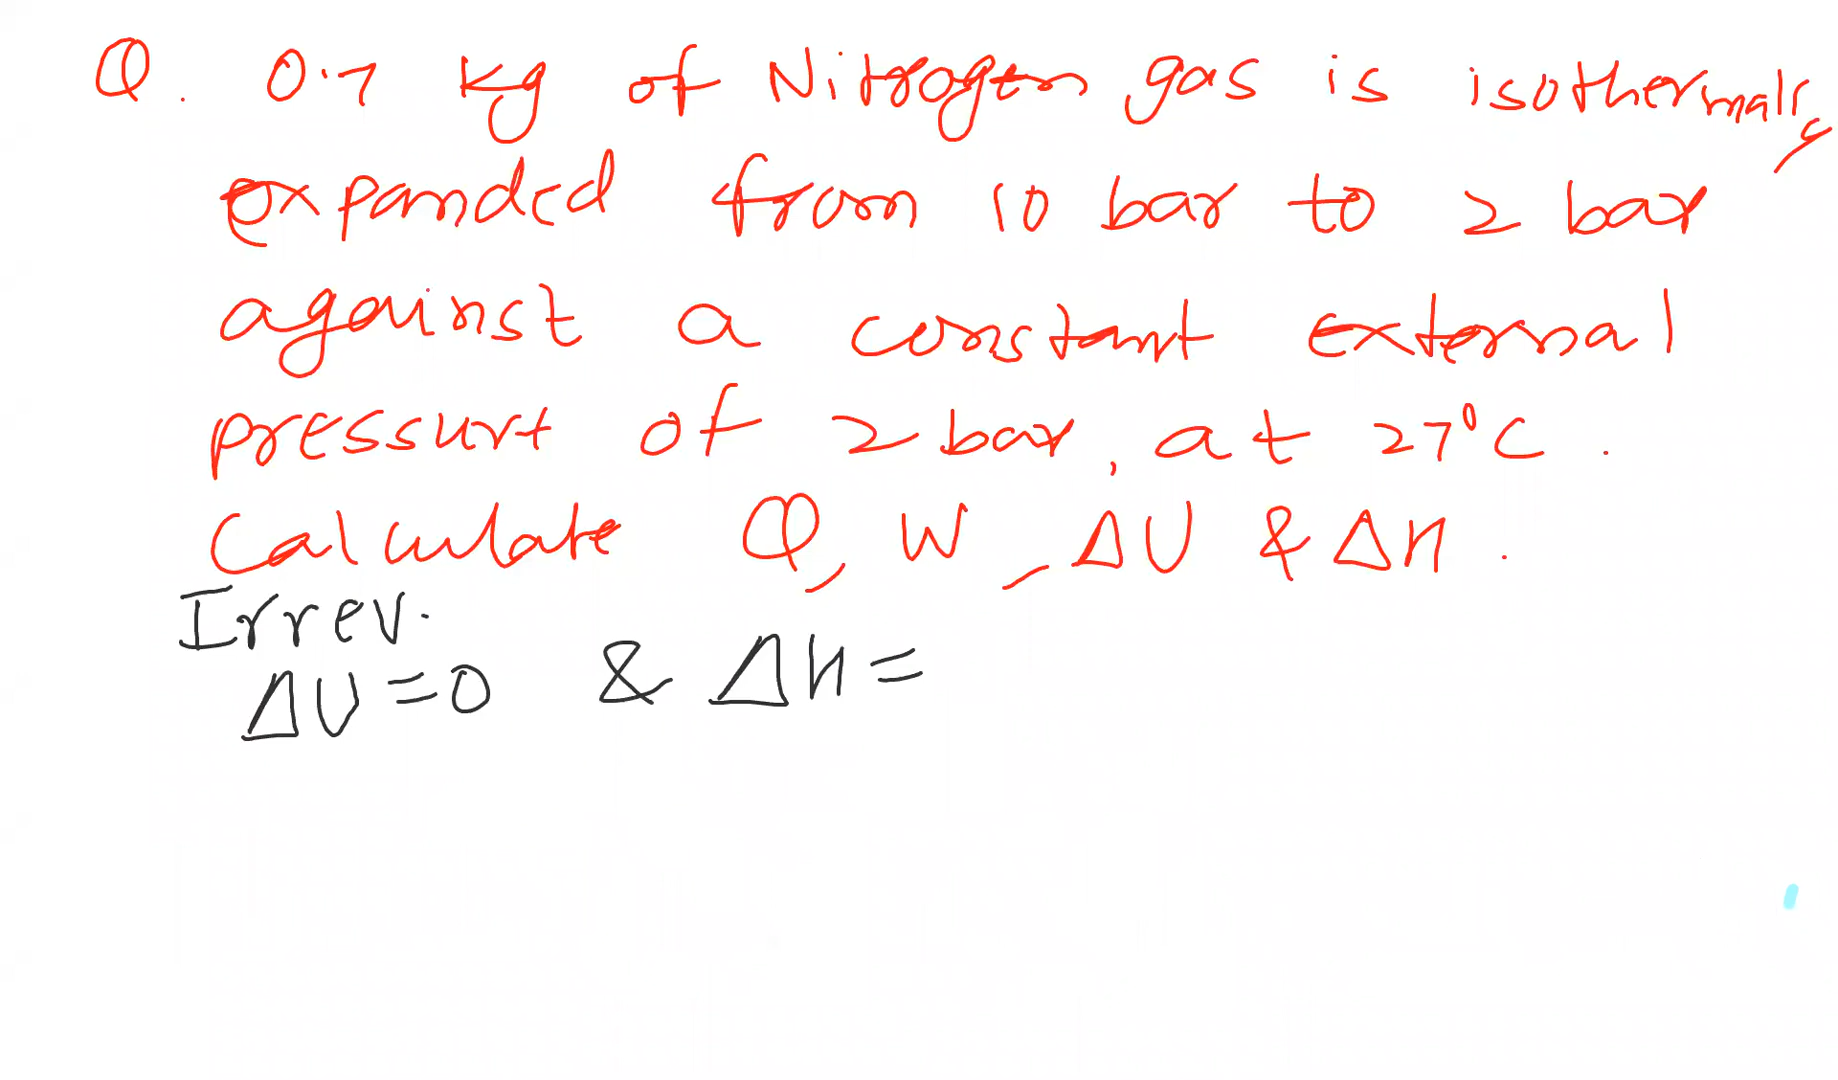 Q. 0.7 kg of Nitrogen gas is isothermally
expanded from 10 bar to 2 bar
against a constant external
pressure of 2 bar, at 27°C.
Calculate Q, W, ΔU & ΔH.
Irrev.
ΔU=0 & ΔH=